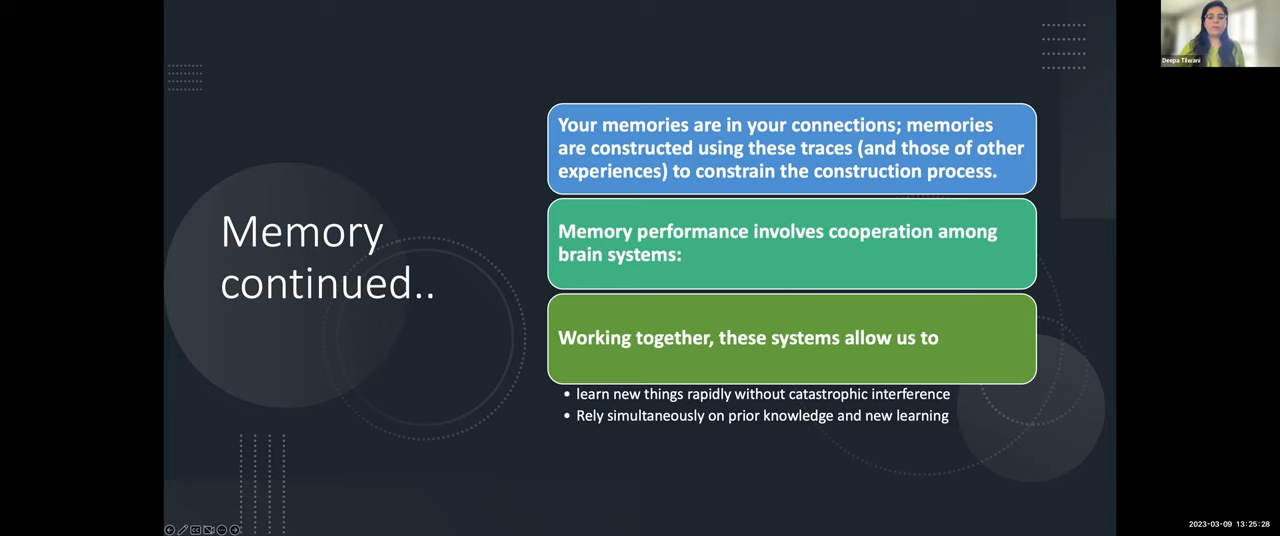 Deepa Tilwani
Your memories are in your connections; memories
are constructed using these traces (and those of other
experiences) to constrain the construction process.
Memory
continued..
Memory performance involves cooperation among
brain systems:
Working together, these systems allow us to
• learn new things rapidly without catastrophic interference
• Rely simultaneously on prior knowledge and new learning
2023-03-09 13:25:28